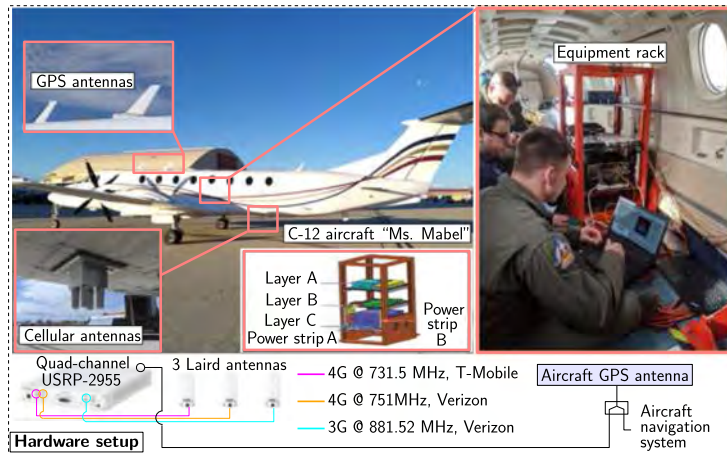 GPS antennas
Equipment rack
C-12 aircraft “Ms. Mabel”
Cellular antennas
Layer A
Layer B
Layer C
Power strip A
Power
strip
B
Quad-channel
USRP-2955
3 Laird antennas
4G @ 731.5 MHz, T-Mobile
4G @ 751MHz, Verizon
3G @ 881.52 MHz, Verizon
Aircraft GPS antenna
Aircraft
navigation
system
Hardware setup